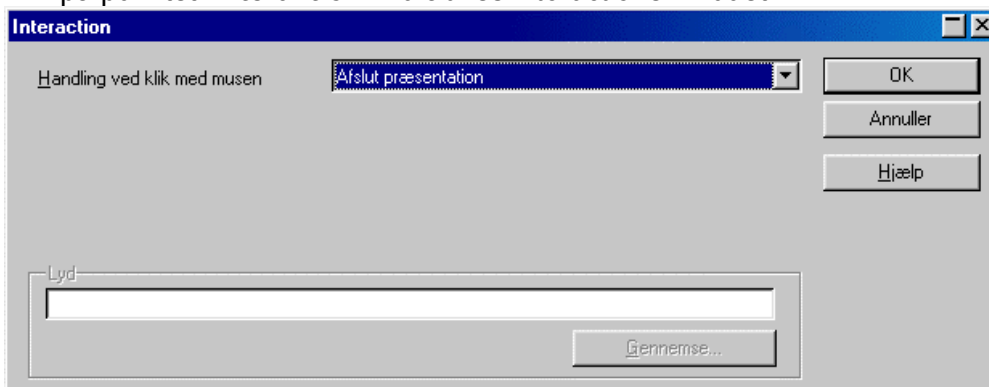 Interaction
Handling ved klik med musen
Afslut præsentation
OK
Annuller
Hjælp
Lyd
Gennemse...